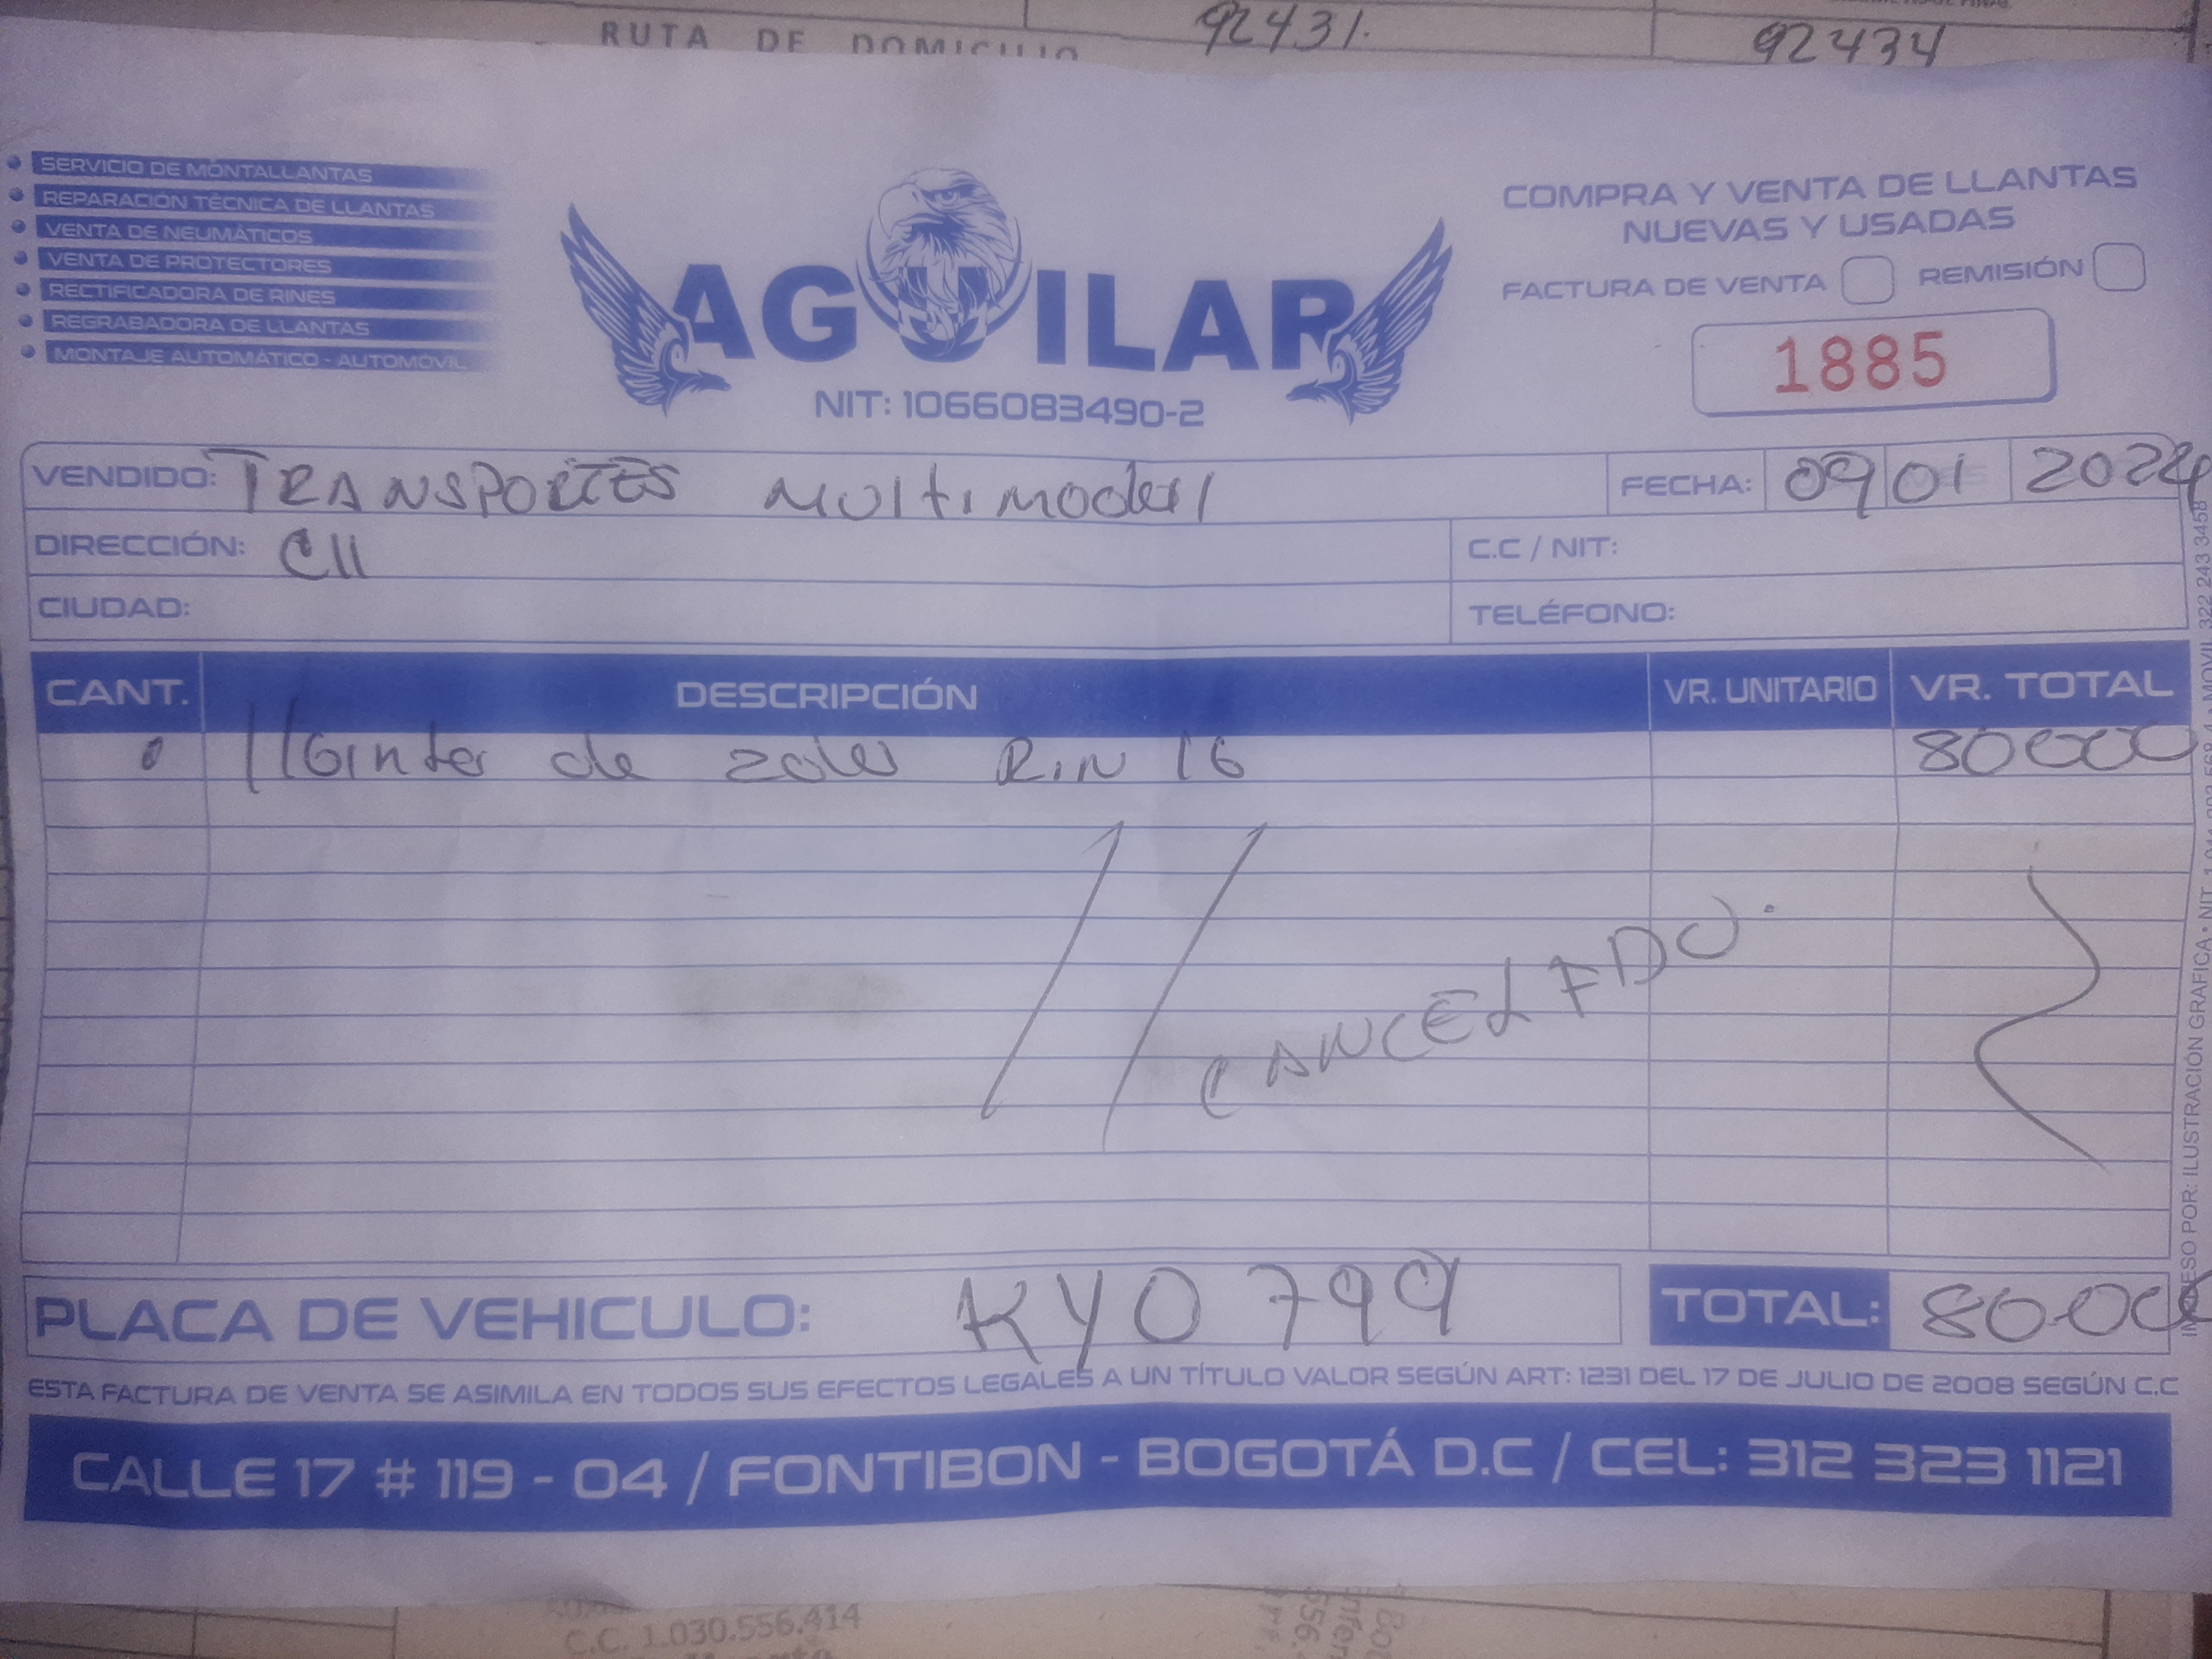 RUTA DE DOMICILIO 92431. 92434
SERVICIO DE MONTALLANTAS
REPARACIÓN TÉCNICA DE LLANTAS
VENTA DE NEUMÁTICOS
VENTA DE PROTECTORES
RECTIFICADORA DE RINES
REGRABADORA DE LLANTAS
MONTAJE AUTOMÁTICO - AUTOMÓVIL
AGUILAR
NIT: 1066083490-2
COMPRA Y VENTA DE LLANTAS
NUEVAS Y USADAS
FACTURA DE VENTA REMISIÓN
1885
VENDIDO: TRANSPORTES Multimodal FECHA: 09 01 2024
DIRECCIÓN: Cll C.C / NIT:
CIUDAD: TELÉFONO:
CANT. DESCRIPCIÓN VR. UNITARIO VR. TOTAL
llanta de RIN 16 80000
CANCELADO.
PLACA DE VEHICULO: KYO 799 TOTAL: 80000
ESTA FACTURA DE VENTA SE ASIMILA EN TODOS SUS EFECTOS LEGALES A UN TÍTULO VALOR SEGÚN ART: 1231 DEL 17 DE JULIO DE 2008 SEGÚN C.C
CALLE 17 # 119 - 04 / FONTIBON - BOGOTÁ D.C / CEL: 312 323 1121
C.C. 1.030.556.414